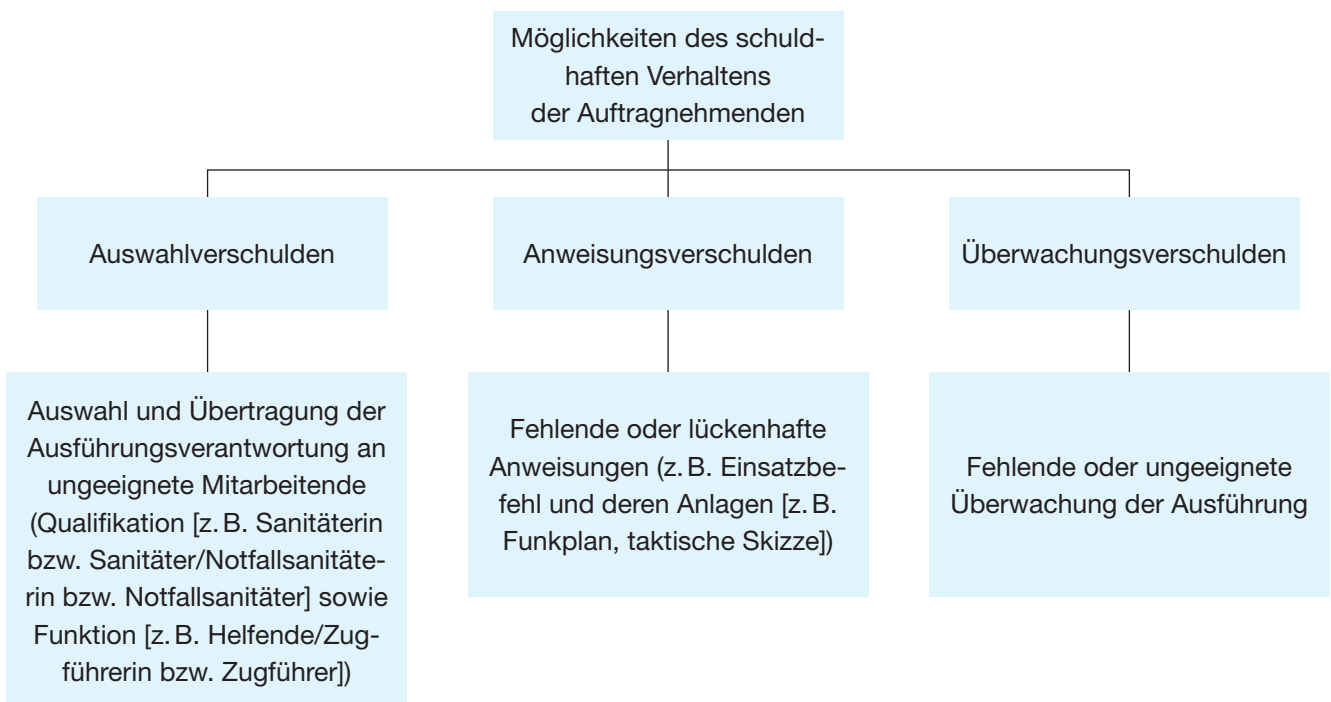 Möglichkeiten des schuld-
haften Verhaltens
der Auftragnehmenden
Auswahlverschulden
Anweisungsverschulden
Überwachungsverschulden
Auswahl und Übertragung der
Ausführungsverantwortung an
ungeeignete Mitarbeitende
(Qualifikation [z. B. Sanitäterin
bzw. Sanitäter/Notfallsanitäte-
rin bzw. Notfallsanitäter] sowie
Funktion [z. B. Helfende/Zug-
führerin bzw. Zugführer])
Fehlende oder lückenhafte
Anweisungen (z. B. Einsatzbe-
fehl und deren Anlagen [z. B.
Funkplan, taktische Skizze])
Fehlende oder ungeeignete
Überwachung der Ausführung